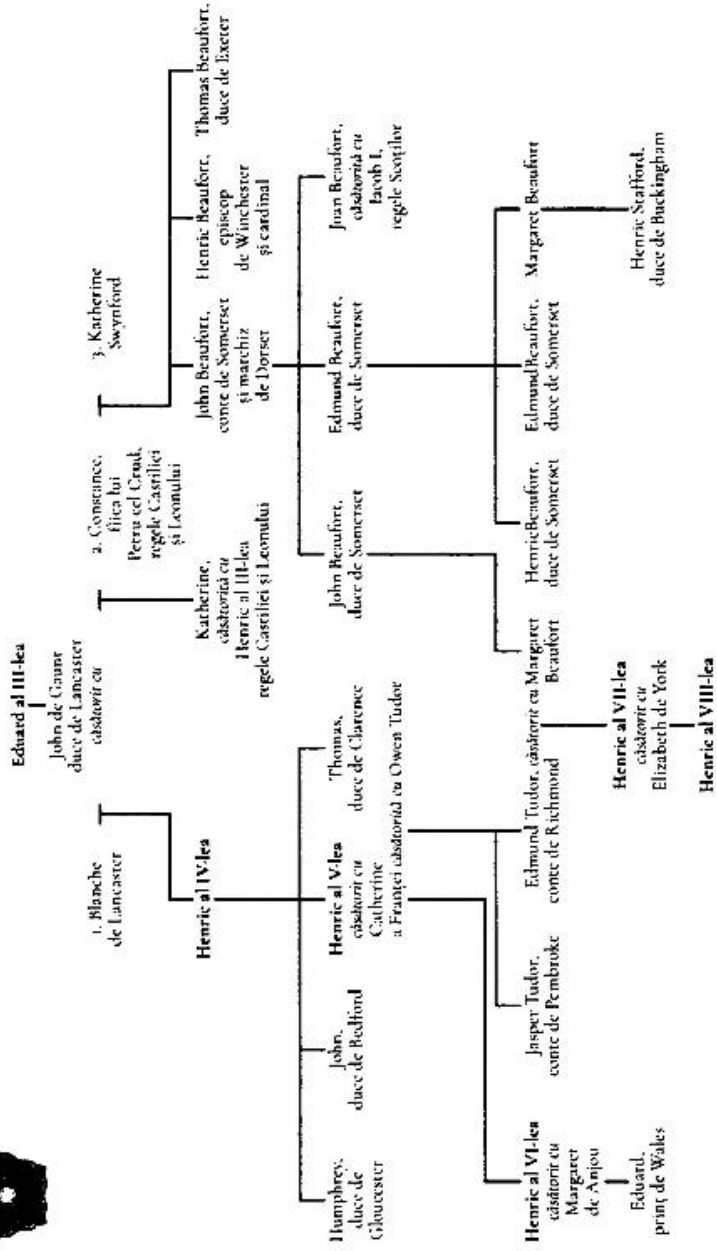 Eduard al III-lea
John de Gaunt
duce de Lancaster
căsătorit cu
1. Blanche
de Lancaster
2. Constance,
fiica lui
Petru cel Crud,
regele Castiliei
și Leonului
3. Katherine
Swynford
Henric al IV-lea
Katherine,
căsătorită cu
Henric al III-lea
regele Castiliei și Leonului
John Beaufort,
conte de Somerset
și marchiz
de Dorset
Henric Beaufort,
episcop
de Winchester
și cardinal
Thomas Beaufort,
duce de Exeter
Humphrey,
duce de
Gloucester
John,
duce de Bedford
Henric al V-lea
căsătorit cu
Catherine
a Franței căsătorită cu Owen Tudor
Thomas,
duce de Clarence
John Beaufort,
duce de Somerset
Edmund Beaufort,
duce de Somerset
Juan Beaufort,
căsătorită cu
Iacob I,
regele Scoților
Henric al VI-lea
căsătorit cu
Margaret
de Anjou
Jasper Tudor,
conte de Pembroke
Edmund Tudor, căsătorit cu Margaret
conte de Richmond
Beaufort
HenricBeaufort,
duce de Somerset
EdmundBeaufort,
duce de Somerset
Margaret Beaufort
Eduard,
prinț de Wales
Henric al VII-lea
căsătorit cu
Elizabeth de York
Henric Stafford,
duce de Buckingham
Henric al VIII-lea